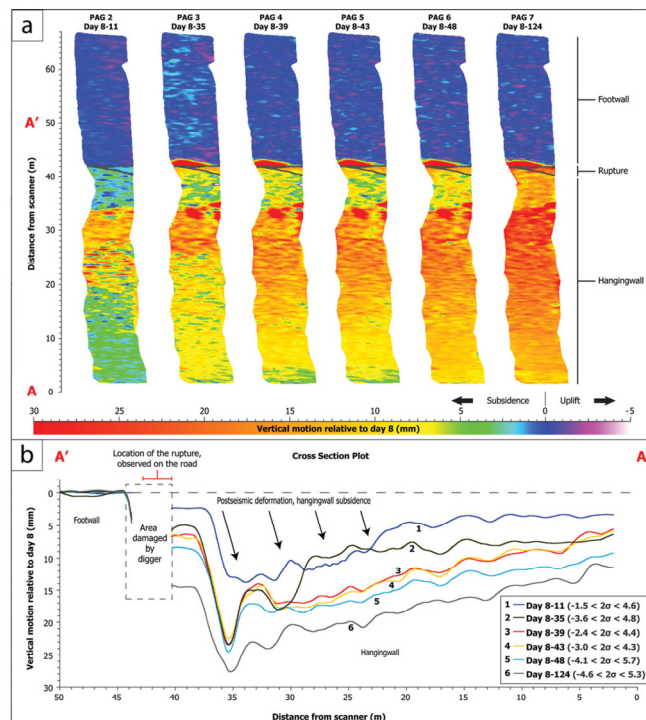 a
PAG 2 PAG 3 PAG 4 PAG 5 PAG 6 PAG 7
Day 8-11 Day 8-35 Day 8-39 Day 8-43 Day 8-48 Day 8-124
60
50
40
30
20
10
0
A'
A
Distance from scanner (m)
Footwall
Rupture
Hangingwall
Subsidence Uplift
30 25 20 15 10 5 0 -5
Vertical motion relative to day 8 (mm)
b
A' Location of the rupture, Cross Section Plot A
observed on the road
Postseismic deformation, hangingwall subsidence
Footwall
Area
damaged
by
digger
Hangingwall
1
2
3
4
5
6
0
5
10
15
20
25
30
Vertical motion relative to day 8 (mm)
1 Day 8-11 (-1.5 < 2σ < 4.6)
2 Day 8-35 (-3.6 < 2σ < 4.8)
3 Day 8-39 (-2.4 < 2σ < 4.4)
4 Day 8-43 (-3.0 < 2σ < 4.3)
5 Day 8-48 (-4.1 < 2σ < 5.7)
6 Day 8-124 (-4.6 < 2σ < 5.3)
50 45 40 35 30 25 20 15 10 5 0
Distance from scanner (m)